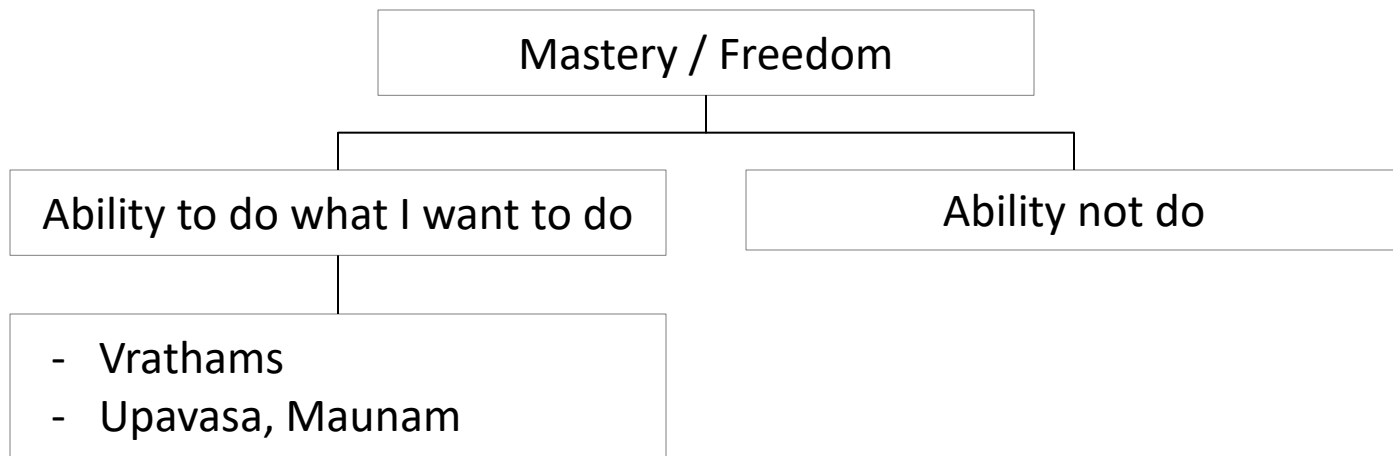 Mastery / Freedom
Ability to do what I want to do
Ability not do
- Vrathams
- Upavasa, Maunam